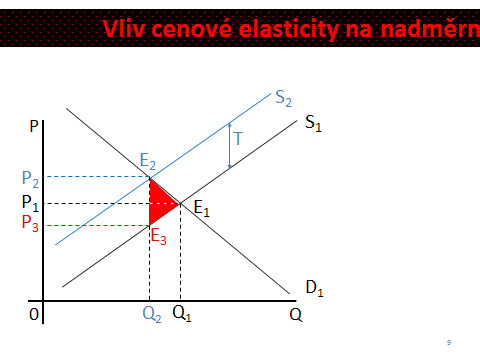 Vliv cenové elasticity na nadměrn
S₂
P
S₁
T
E₂
P₂
P₁
E₁
P₃
E₃
D₁
0
Q₂
Q₁
Q
9